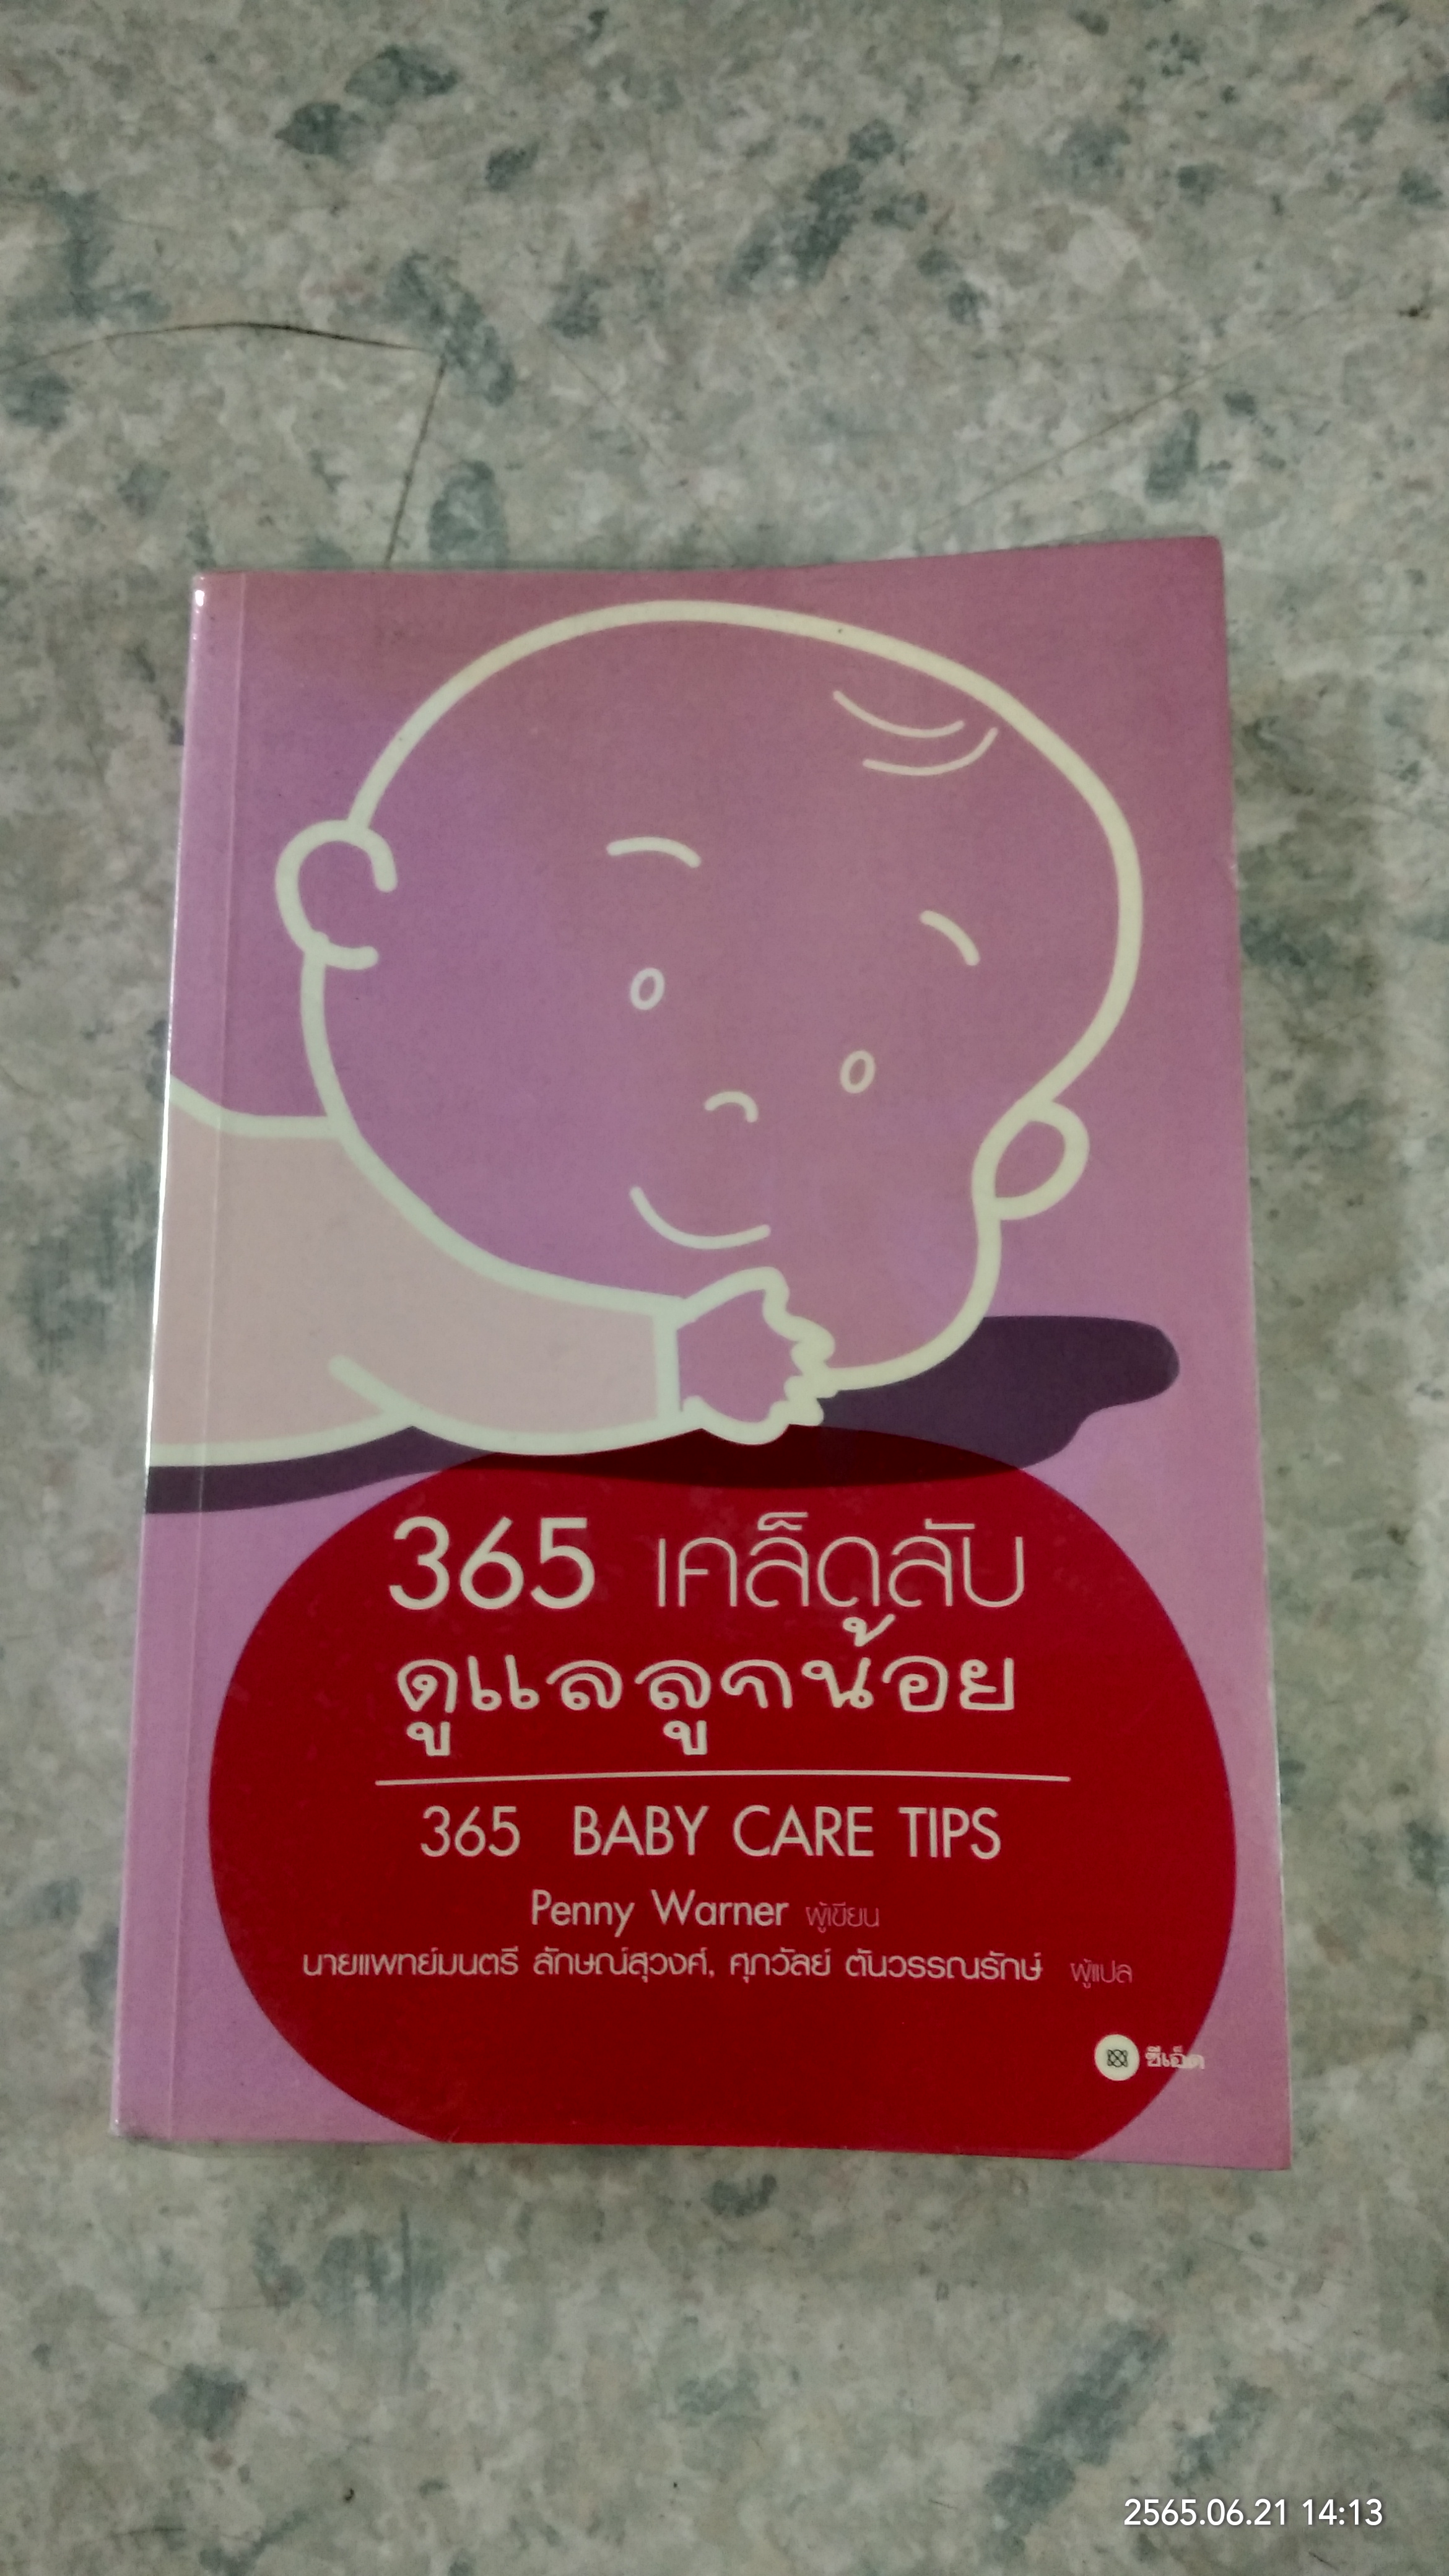 365 เคล็ดลับ
ดูแลลูกน้อย
365 BABY CARE TIPS
Penny Warner ผู้เขียน
นายแพทย์มนตรี ลักษณ์สุวงศ์, ศุภวัลย์ ตันวรรณรักษ์ ผู้แปล
ซีเอ็ด
2565.06.21 14:13